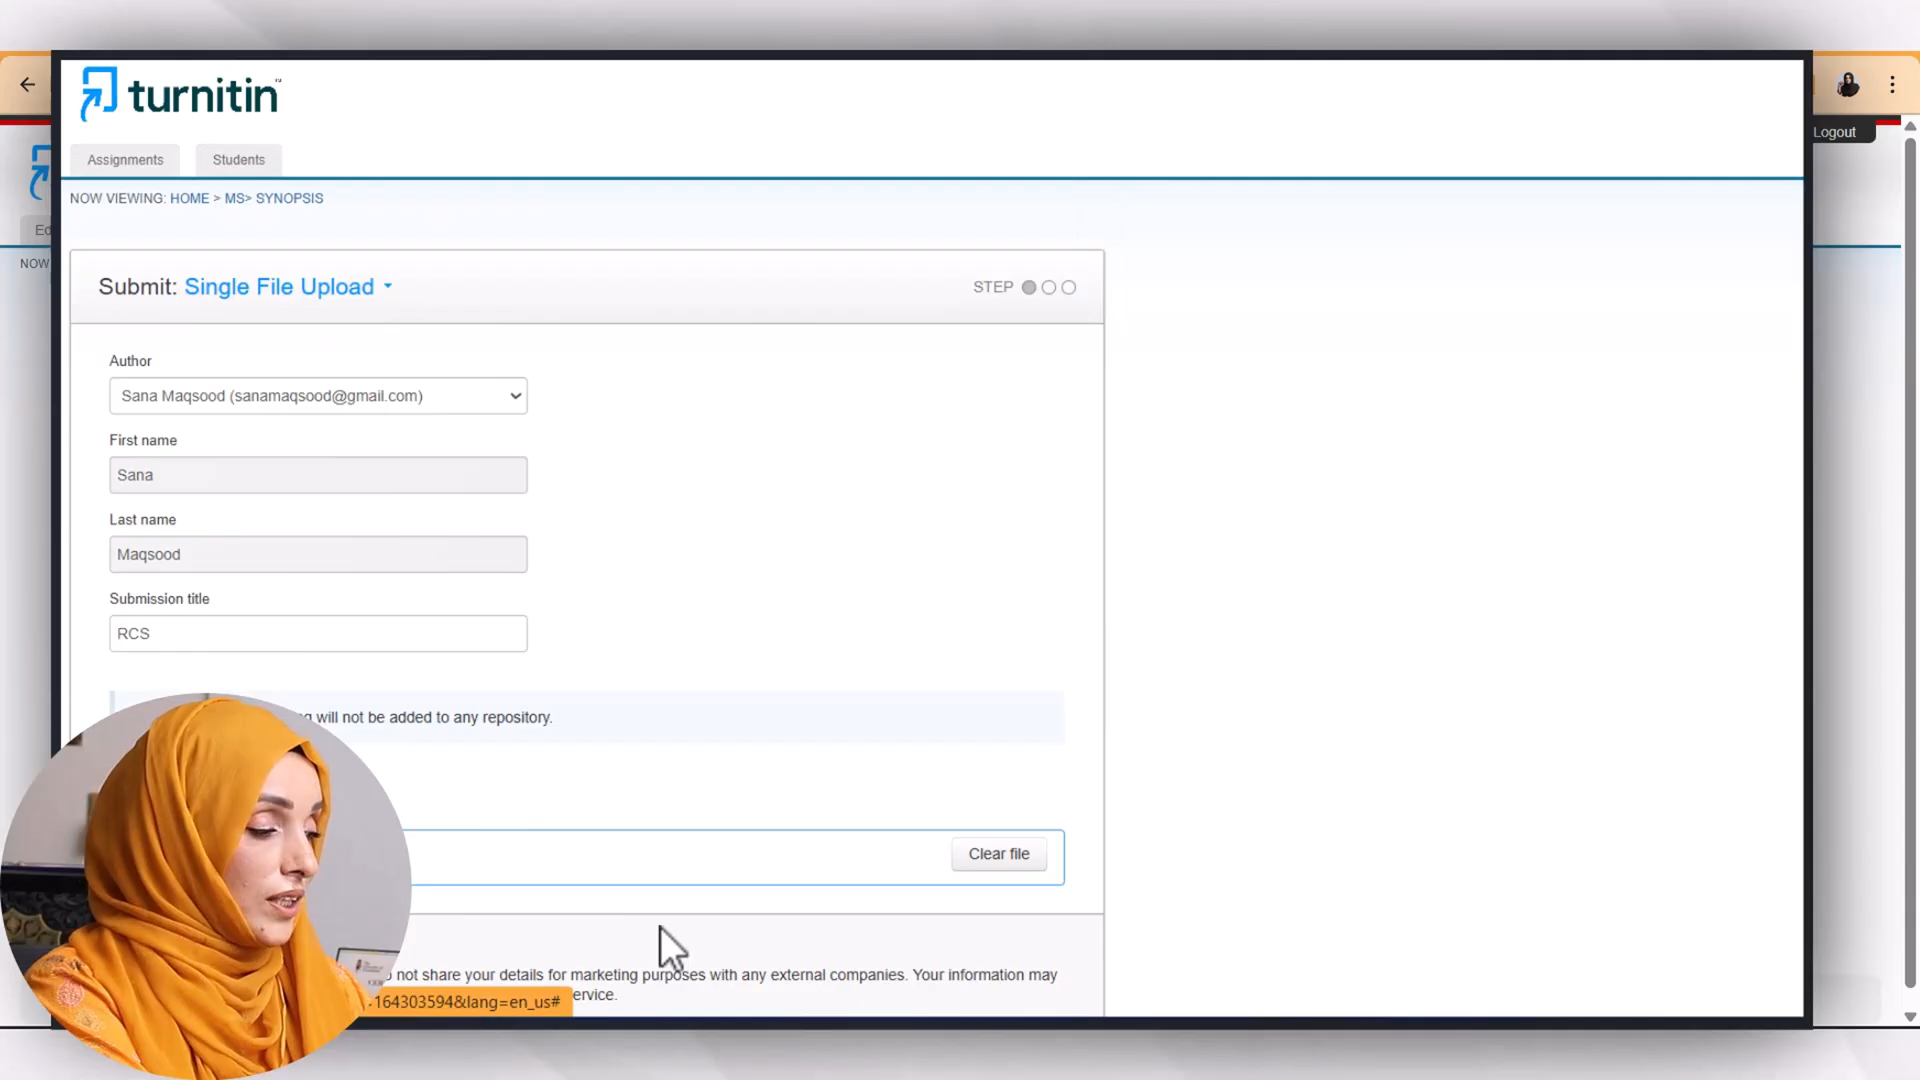 turnitin
Logout
Assignments
Students
NOW VIEWING: HOME > MS> SYNOPSIS
NOW
Submit: Single File Upload
STEP
Author
Sana Maqsood (sanamaqsood@gmail.com)
First name
Sana
Last name
Maqsood
Submission title
RCS
will not be added to any repository.
Clear file
not share your details for marketing purposes with any external companies. Your information may
164303594&lang=en_us#